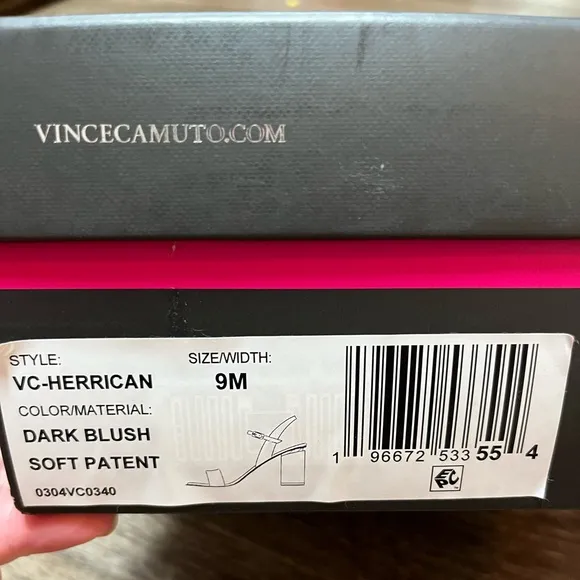 VINCECAMUTO.COM
STYLE:
VC-HERRICAN
SIZE/WIDTH:
9M
COLOR/MATERIAL:
DARK BLUSH
SOFT PATENT
0304VC0340
1 96672 533 55 4
EPC